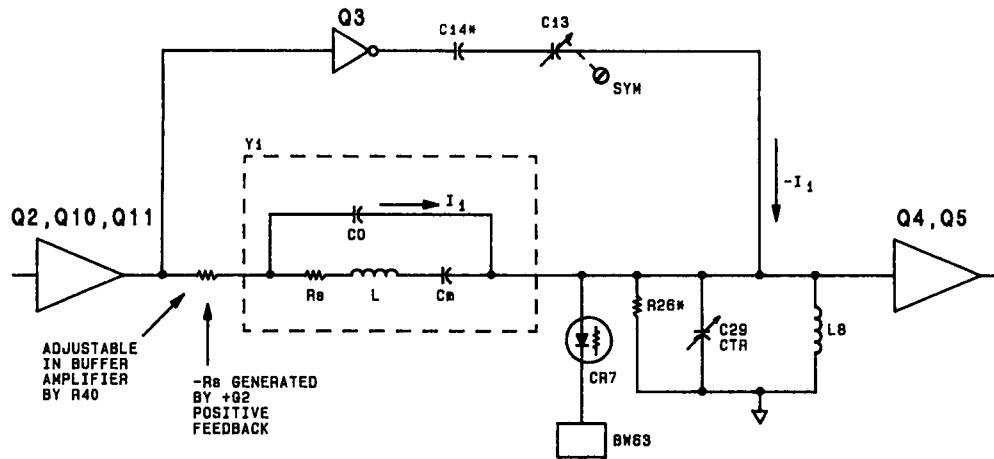 Q3
C14*
C13
SYM
Y1
I1
-I1
Q2,Q10,Q11
Q4,Q5
C0
Rs
L
Cm
R26*
C29
CTR
L8
CR7
ADJUSTABLE
IN BUFFER
AMPLIFIER
BY R40
-Rs GENERATED
BY +Q2
POSITIVE
FEEDBACK
BW63